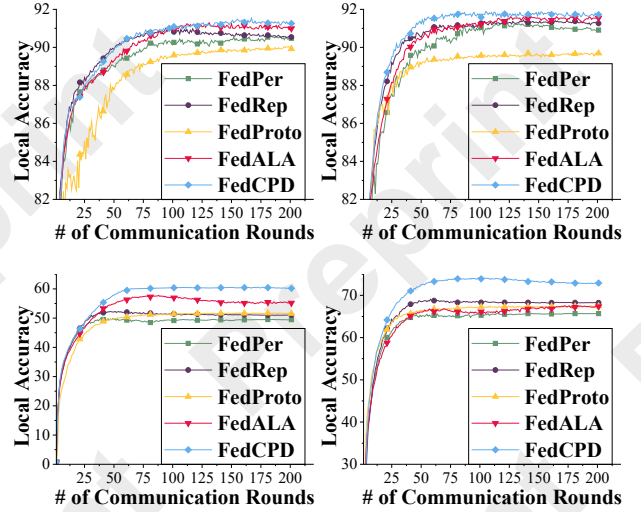 92
90
88
86
84
82
Local Accuracy
FedPer
FedRep
FedProto
FedALA
FedCPD
25 50 75 100 125 150 175 200
# of Communication Rounds
92
90
88
86
84
82
Local Accuracy
FedPer
FedRep
FedProto
FedALA
FedCPD
25 50 75 100 125 150 175 200
# of Communication Rounds
60
50
40
30
20
10
0
Local Accuracy
FedPer
FedRep
FedProto
FedALA
FedCPD
25 50 75 100 125 150 175 200
# of Communication Rounds
70
60
50
40
30
Local Accuracy
FedPer
FedRep
FedProto
FedALA
FedCPD
25 50 75 100 125 150 175 200
# of Communication Rounds
Preprint